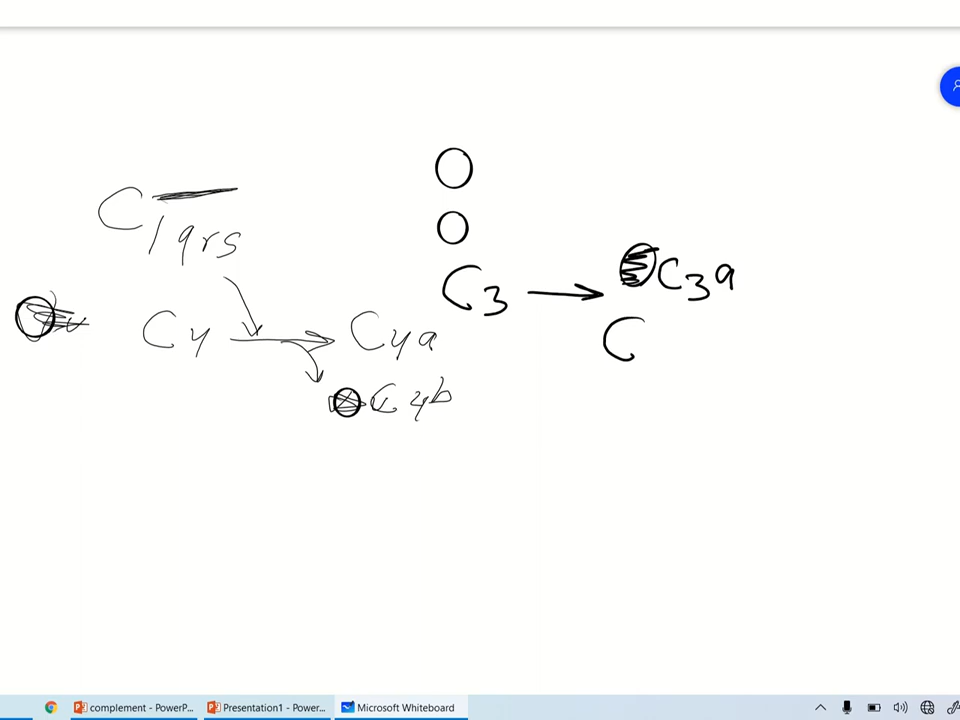 C1qrs
C3 → C3a
C4 → C4a
C
C4b
complement - PowerP...
Presentation1 - Power...
Microsoft Whiteboard